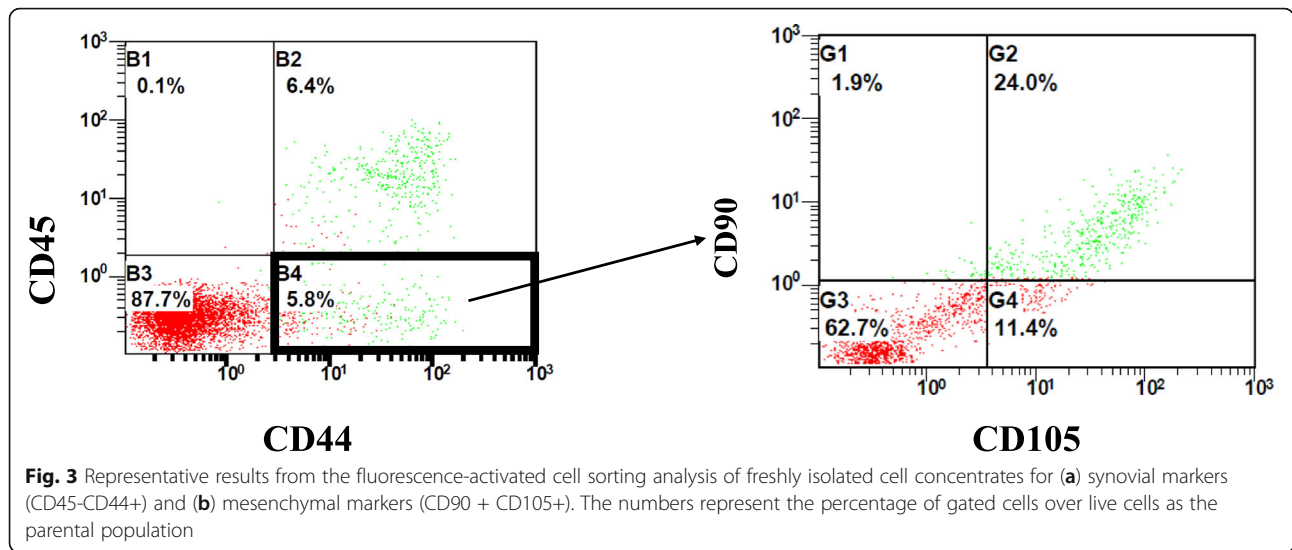 10³
10²
10¹
10⁰
B1
0.1%
B2
6.4%
B3
87.7%
B4
5.8%
10⁰ 10¹ 10² 10³
CD45
CD44
10³
10²
10¹
10⁰
G1
1.9%
G2
24.0%
G3
62.7%
G4
11.4%
10⁰ 10¹ 10² 10³
CD90
CD105
Fig. 3 Representative results from the fluorescence-activated cell sorting analysis of freshly isolated cell concentrates for (a) synovial markers
(CD45-CD44+) and (b) mesenchymal markers (CD90 + CD105+). The numbers represent the percentage of gated cells over live cells as the
parental population